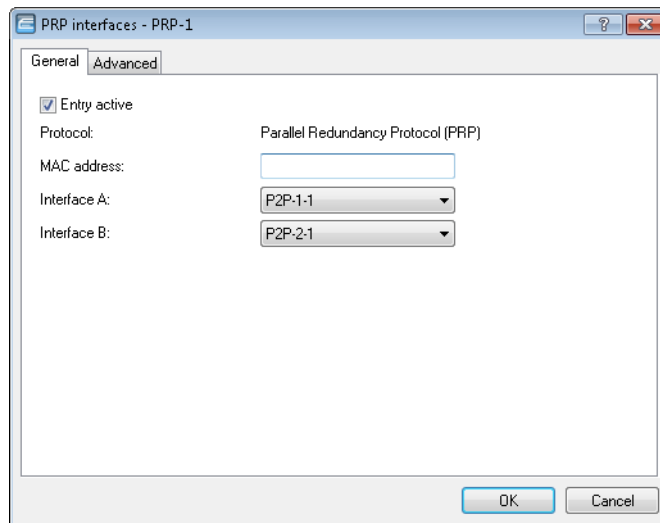 PRP interfaces - PRP-1
?
General Advanced
Entry active
Protocol: Parallel Redundancy Protocol (PRP)
MAC address:
Interface A: P2P-1-1
Interface B: P2P-2-1
OK Cancel